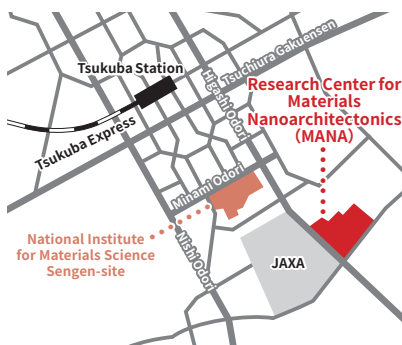 Tsukuba Station
Higashi Odori
Tsuchiura Gakuensen
Research Center for
Materials
Nanoarchitectonics
(MANA)
Tsukuba Express
Minami Odori
National Institute
for Materials Science
Sengen-site
Nishi Odori
JAXA